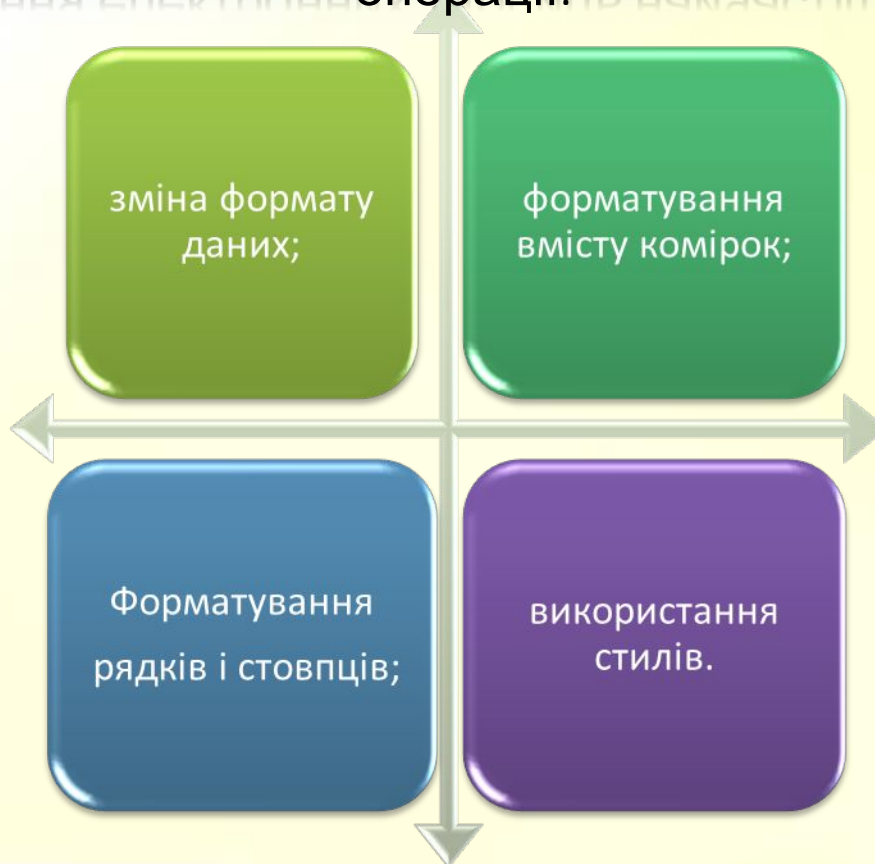 операції:
зміна формату
даних;
форматування
вмісту комірок;
Форматування
рядків і стовпців;
використання
стилів.